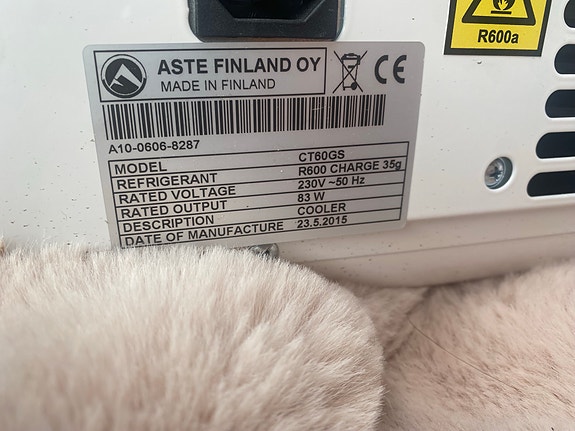 R600a
ASTE FINLAND OY
MADE IN FINLAND
CE
A10-0606-8287
MODEL CT60GS
REFRIGERANT R600 CHARGE 35g
RATED VOLTAGE 230V ~50 Hz
RATED OUTPUT 83 W
DESCRIPTION COOLER
DATE OF MANUFACTURE 23.5.2015